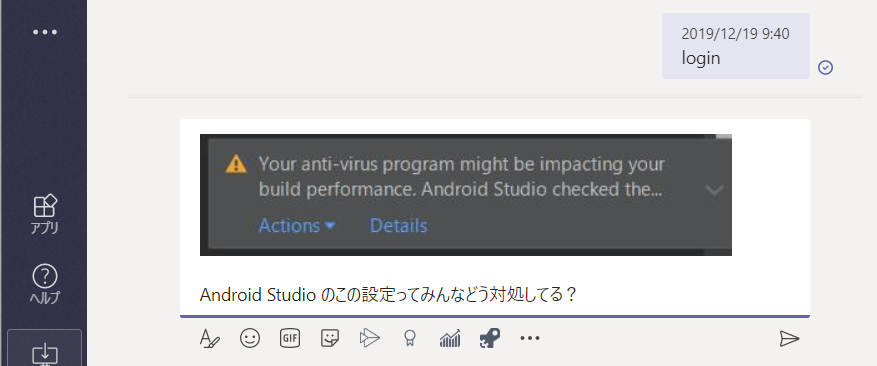 2019/12/19 9:40
login
Your anti-virus program might be impacting your
build performance. Android Studio checked the...
Actions
Details
アプリ
ヘルプ
Android Studio のこの設定ってみんなどう対処してる？
GIF